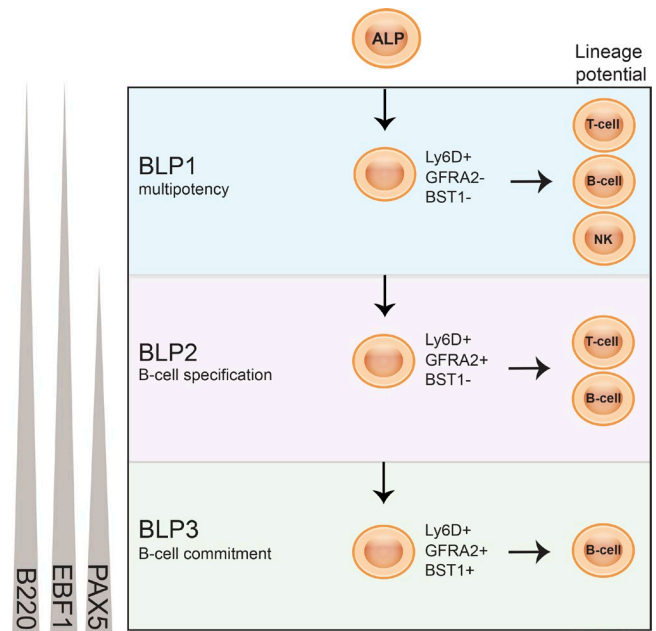 ALP
Lineage
potential
BLP1
multipotency
Ly6D+
GFRA2-
BST1-
T-cell
B-cell
NK
BLP2
B-cell specification
Ly6D+
GFRA2+
BST1-
T-cell
B-cell
BLP3
B-cell commitment
Ly6D+
GFRA2+
BST1+
B-cell
B220
EBF1
PAX5